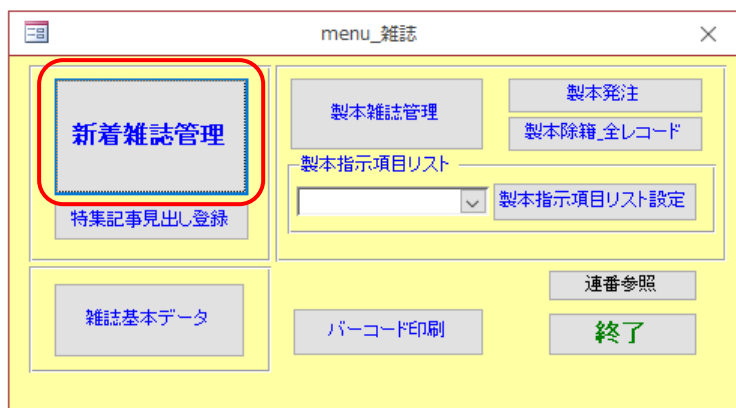 menu_雑誌
新着雑誌管理
特集記事見出し登録
製本雑誌管理
製本発注
製本除籍_全レコード
製本指示項目リスト
製本指示項目リスト設定
雑誌基本データ
バーコード印刷
連番参照
終了